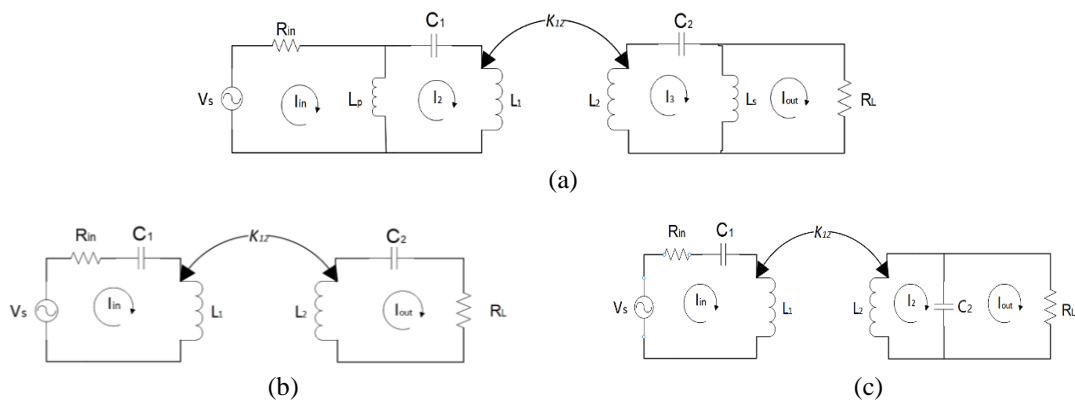 Rin C1 K12 C2
Vs Iin Lp I2 L1 L2 I3 Ls Iout RL
(a)
Rin C1 K12 C2
Vs Iin L1 L2 Iout RL
(b)
Rin C1 K12
Vs Iin L1 L2 I2 C2 Iout RL
(c)